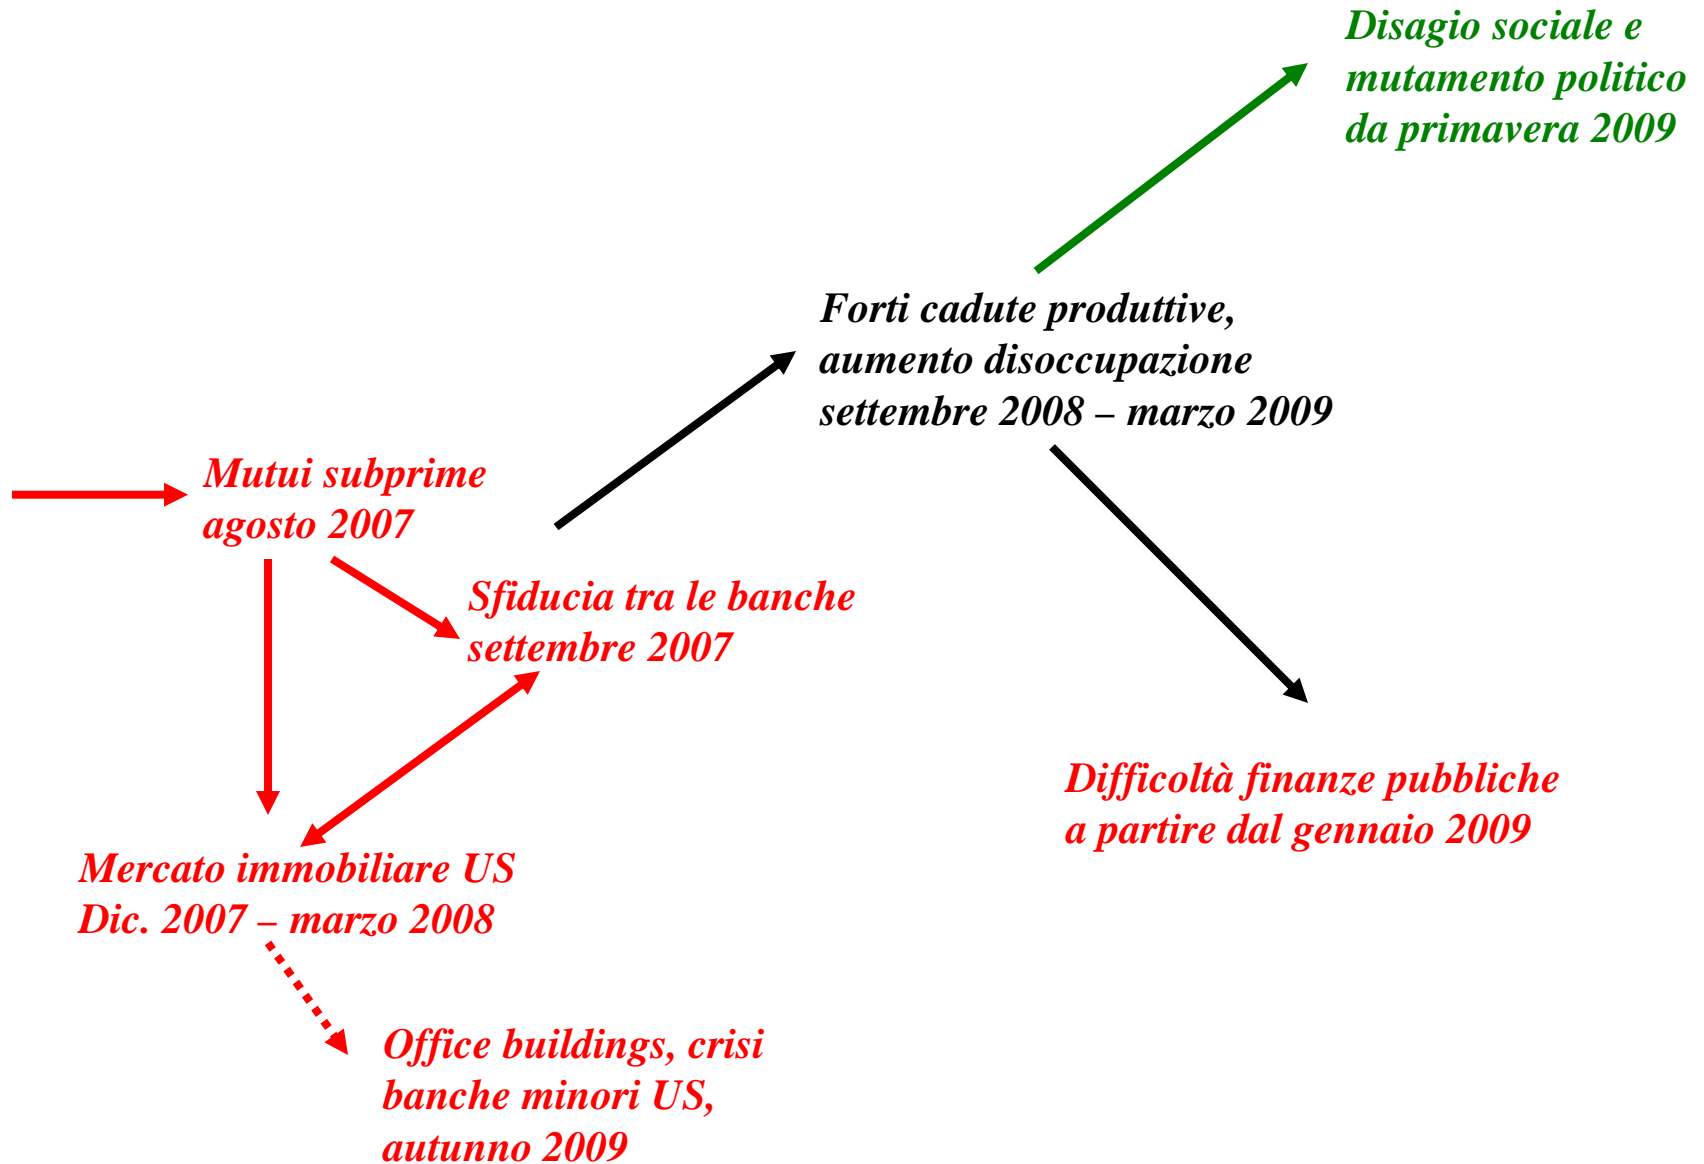 Disagio sociale e
mutamento politico
da primavera 2009
Forti cadute produttive,
aumento disoccupazione
settembre 2008 – marzo 2009
Mutui subprime
agosto 2007
Sfiducia tra le banche
settembre 2007
Difficoltà finanze pubbliche
a partire dal gennaio 2009
Mercato immobiliare US
Dic. 2007 – marzo 2008
Office buildings, crisi
banche minori US,
autunno 2009